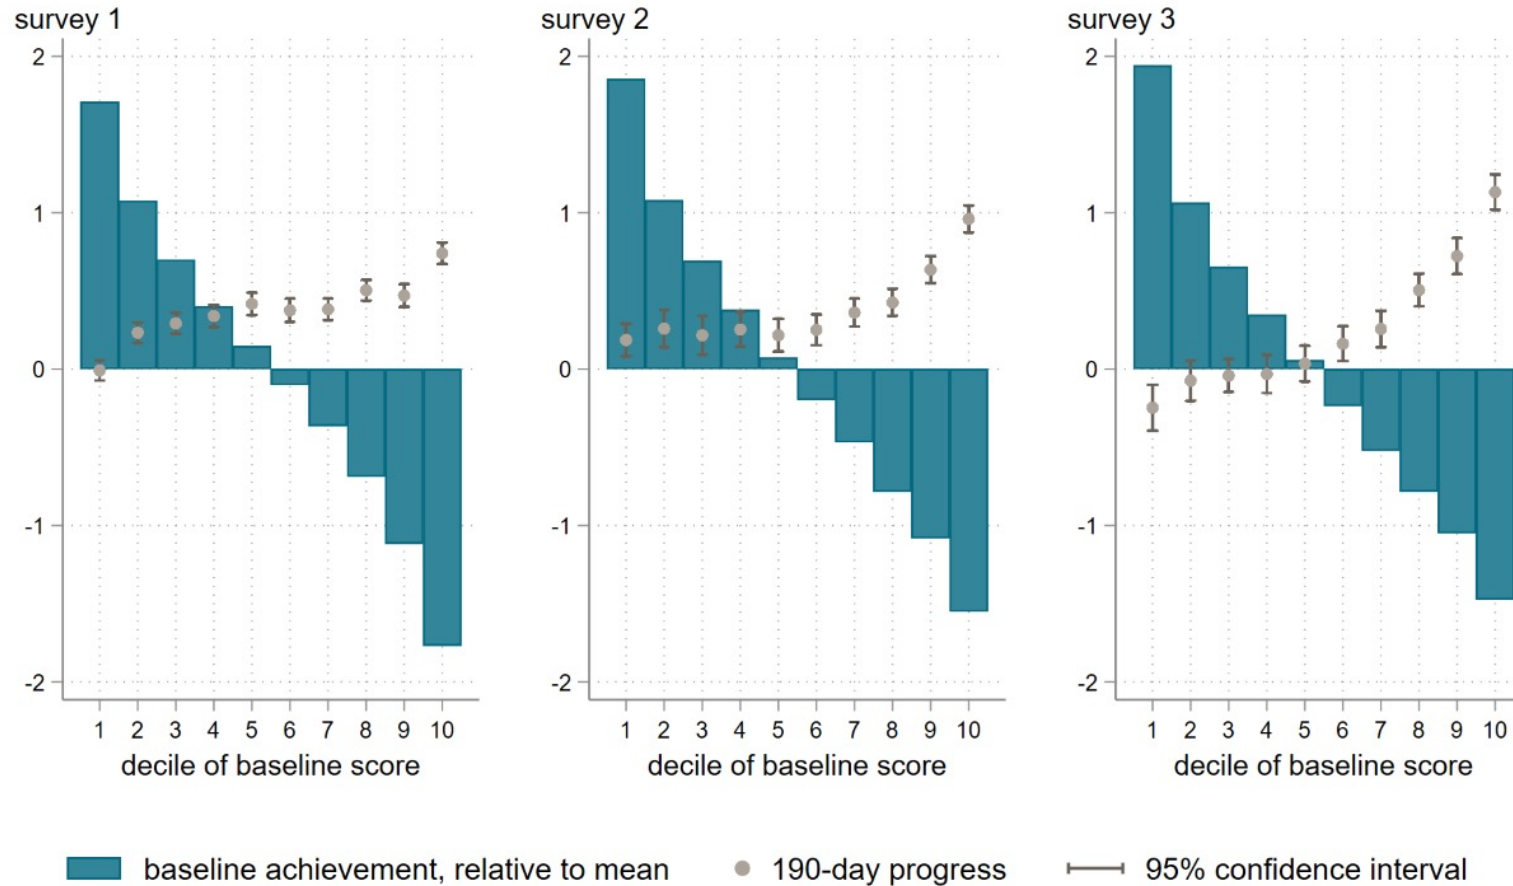 survey 1
survey 2
survey 3
2
1
0
-1
-2
2
1
0
-1
-2
2
1
0
-1
-2
1 2 3 4 5 6 7 8 9 10
1 2 3 4 5 6 7 8 9 10
1 2 3 4 5 6 7 8 9 10
decile of baseline score
decile of baseline score
decile of baseline score
baseline achievement, relative to mean
190-day progress
95% confidence interval